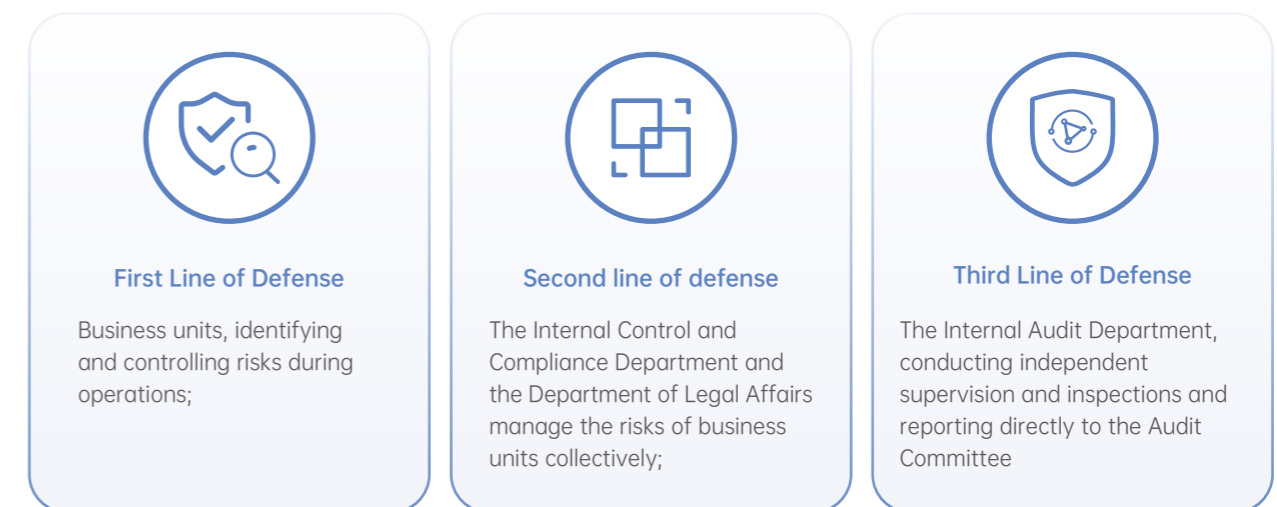 First Line of Defense
Business units, identifying
and controlling risks during
operations;
Second line of defense
The Internal Control and
Compliance Department and
the Department of Legal Affairs
manage the risks of business
units collectively;
Third Line of Defense
The Internal Audit Department,
conducting independent
supervision and inspections and
reporting directly to the Audit
Committee